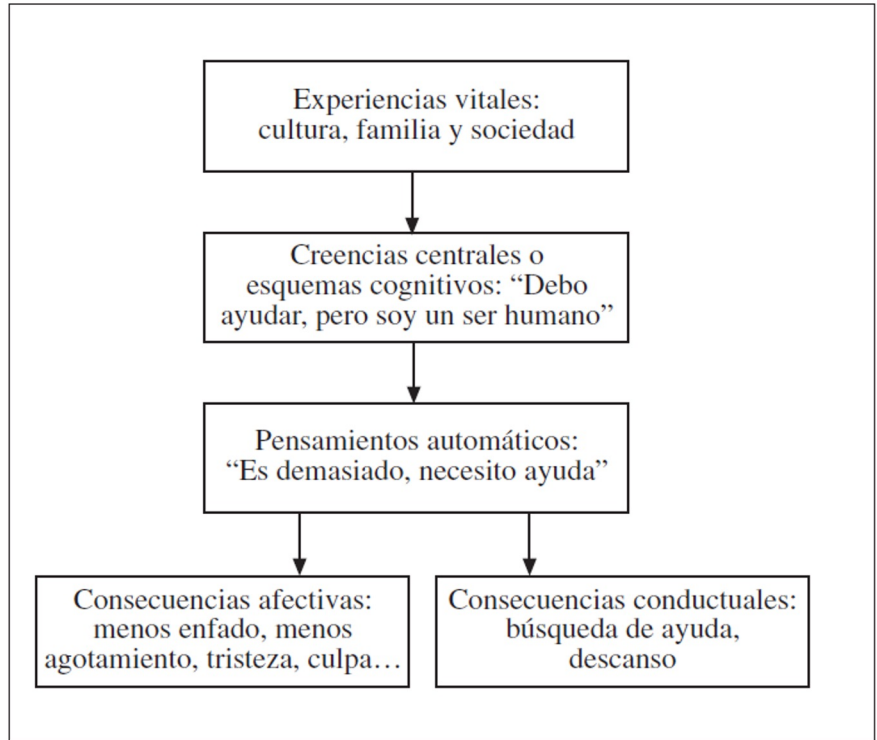 Experiencias vitales:
cultura, familia y sociedad
Creencias centrales o
esquemas cognitivos: “Debo
ayudar, pero soy un ser humano”
Pensamientos automáticos:
“Es demasiado, necesito ayuda”
Consecuencias afectivas:
menos enfado, menos
agotamiento, tristeza, culpa…
Consecuencias conductuales:
búsqueda de ayuda,
descanso